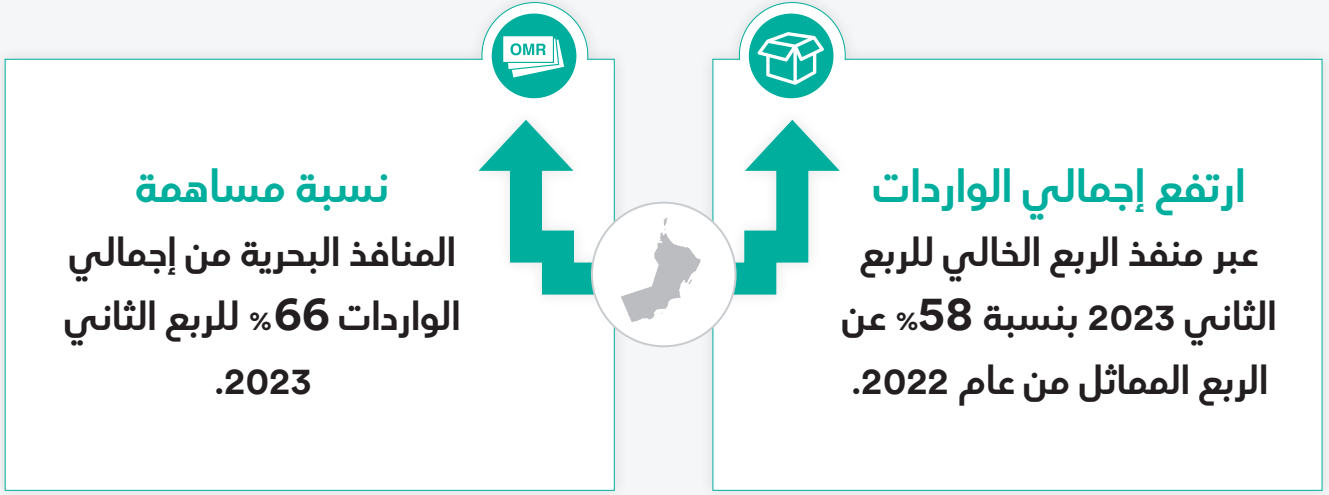 ارتفع إجمالي الواردات
عبر منفذ الربع الخالي للربع
الثاني 2023 بنسبة 58% عن
الربع المماثل من عام 2022.
OMR
نسبة مساهمة
المنافذ البحرية من إجمالي
الواردات 66% للربع الثاني
2023.